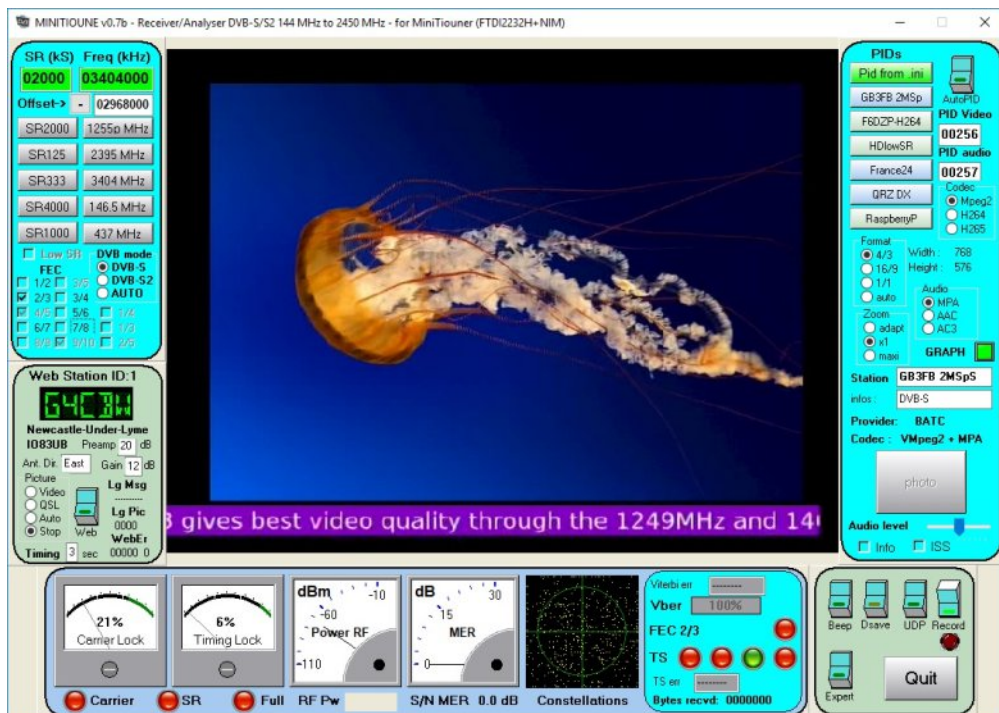 MINITIOUNE v0.7b - Receiver/Analyser DVB-S/S2 144 MHz to 2450 MHz - for MiniTiouner (FTDI2232H+NIM)
SR (kS) Freq (kHz)
02000 03404000
Offset-> - 02968000
SR2000 1255p MHz
SR125 2395 MHz
SR333 3404 MHz
SR4000 146.5 MHz
SR1000 437 MHz
Low SR DVB mode
FEC DVB-S
1/2 3/5 DVB-S2
2/3 3/4 AUTO
4/5 5/6 1/4
6/7 7/8 1/3
8/9 9/10 2/5
Web Station ID:1
G4CBW
Newcastle-Under-Lyme
IO83UB Preamp 20 dB
Ant. Dir. East Gain 12 dB
Picture Lg Msg
Video ----------
QSL Lg Pic
Auto 0000
Stop Web WebEr
Timing 3 sec 00000 0
gives best video quality through the 1249MHz and
PIDs
Pid from .ini
AutoPID
GB3FB 2MSp
PID Video
F6DZP-H264
00256
HDlowSR
PID audio
France24
00257
QRZ DX
Codec
Mpeg2
H264
H265
RaspberryP
Format
4/3 Width : 768
16/9 Height : 576
1/1
auto
Audio
MPA
AAC
AC3
Zoom
adapt
x1
maxi
GRAPH
Station GB3FB 2MSpS
infos : DVB-S
Provider: BATC
Codec : VMpeg2 + MPA
photo
Audio level
Info ISS
21%
Carrier Lock
6%
Timing Lock
dBm
-10
-60
Power RF
-110
dB
30
15
MER
0
Viterbi err --------
Vber 100%
FEC 2/3
TS
TS err --------
Bytes recvd: 0000000
Carrier SR Full RF Pw S/N MER 0.0 dB Constellations
Beep Dsave UDP Record
Expert
Quit